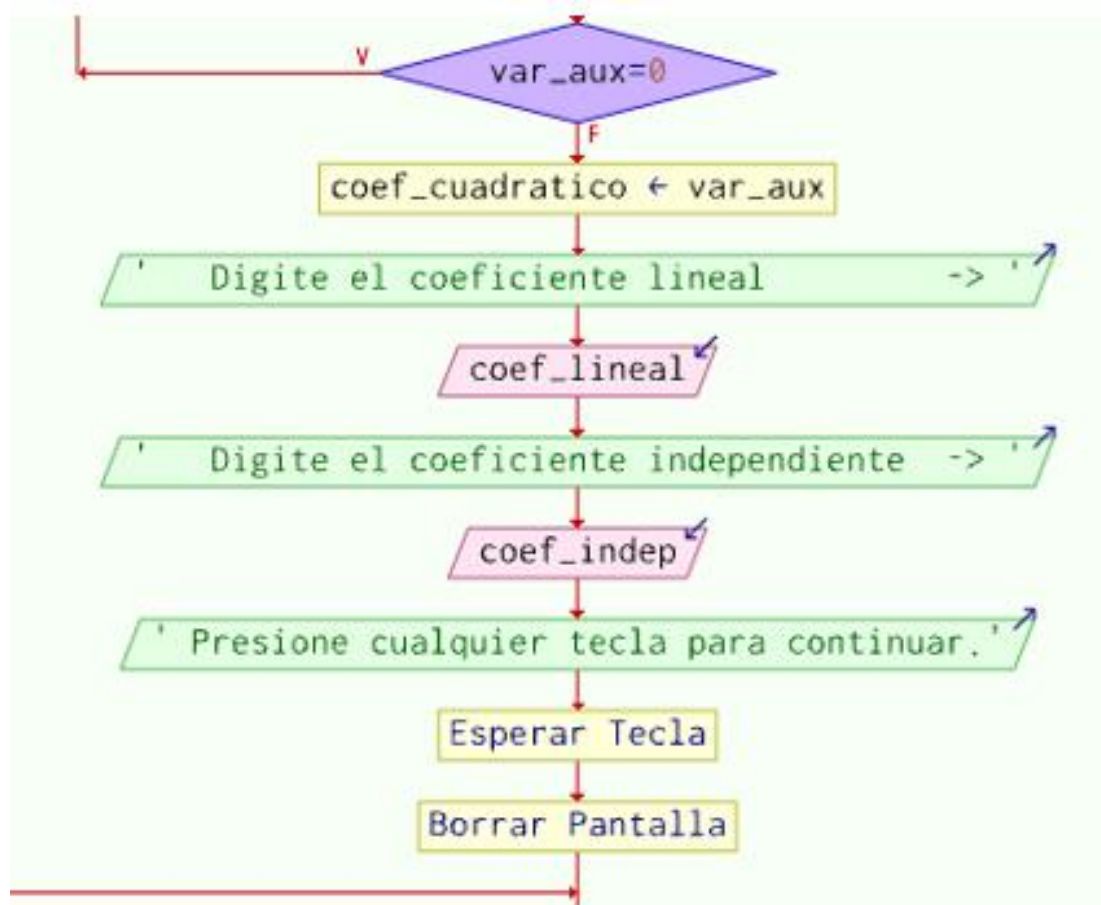 V
var_aux=0
F
coef_cuadratico ← var_aux
'   Digite el coeficiente lineal          -> '
coef_lineal
'   Digite el coeficiente independiente  -> '
coef_indep
' Presione cualquier tecla para continuar.'
Esperar Tecla
Borrar Pantalla